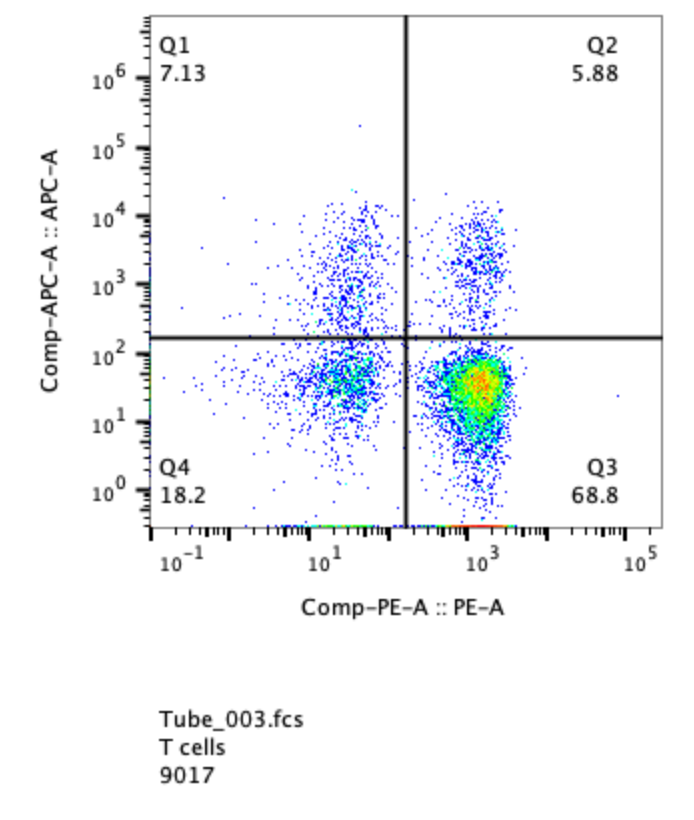 Q1
7.13
Q2
5.88
10^6
10^5
10^4
10^3
10^2
10^1
10^0
Comp-APC-A :: APC-A
Q4
18.2
Q3
68.8
10^-1
10^1
10^3
10^5
Comp-PE-A :: PE-A
Tube_003.fcs
T cells
9017